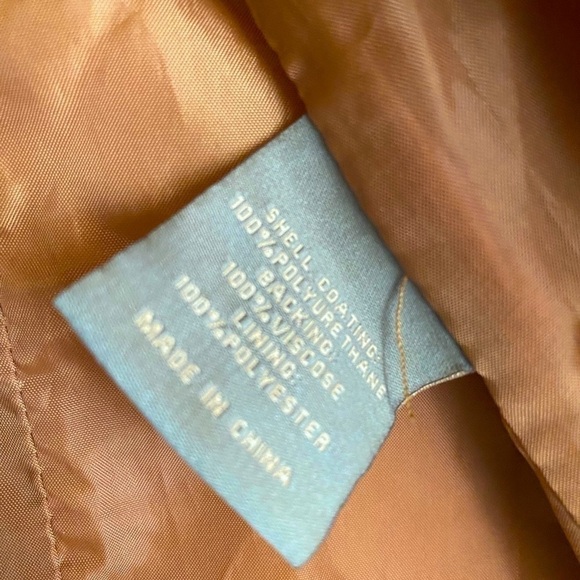 SHELL COATING:
100%POLYURETHANE
BACKING:
100%VISCOSE
LINING:
100%POLYESTER
MADE IN CHINA